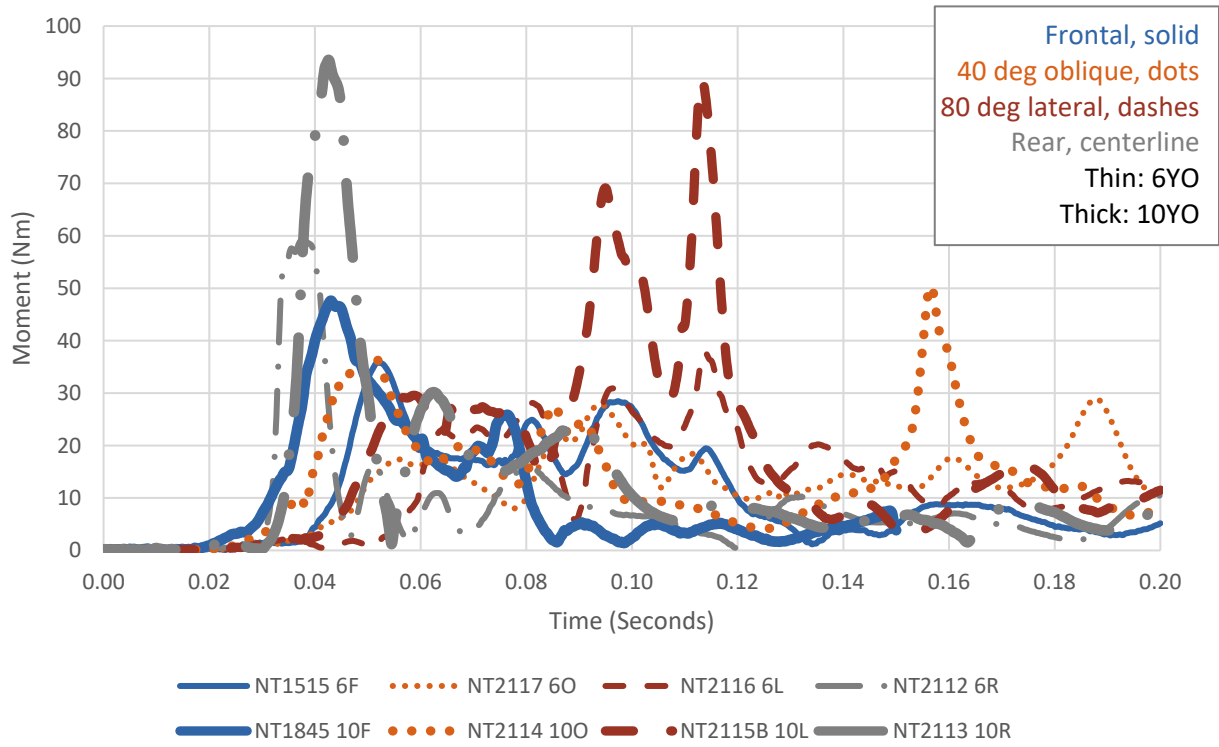 100
90
80
70
60
50
40
30
20
10
0
Moment (Nm)
Frontal, solid
40 deg oblique, dots
80 deg lateral, dashes
Rear, centerline
Thin: 6YO
Thick: 10YO
0.00 0.02 0.04 0.06 0.08 0.10 0.12 0.14 0.16 0.18 0.20
Time (Seconds)
NT1515 6F NT2117 6O NT2116 6L NT2112 6R
NT1845 10F NT2114 10O NT2115B 10L NT2113 10R